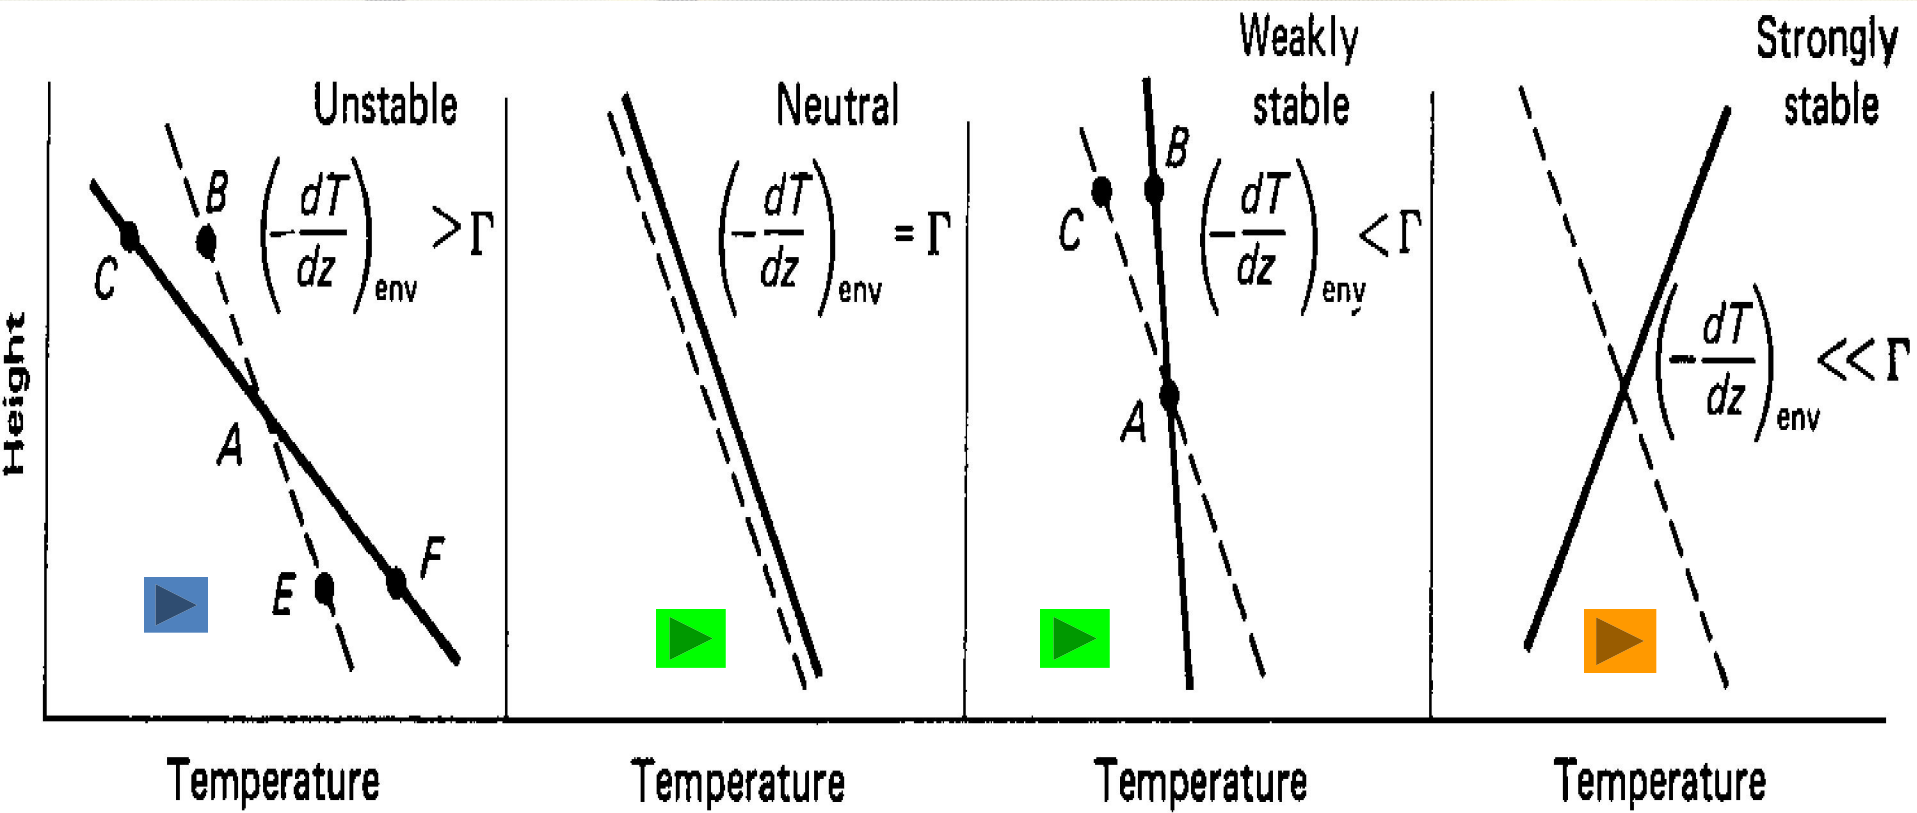 Unstable
B
(-dT/dz)env > Γ
C
A
E
F
Neutral
(-dT/dz)env = Γ
Weakly
stable
B
C
(-dT/dz)env < Γ
A
Strongly
stable
(-dT/dz)env << Γ
Height
Temperature
Temperature
Temperature
Temperature